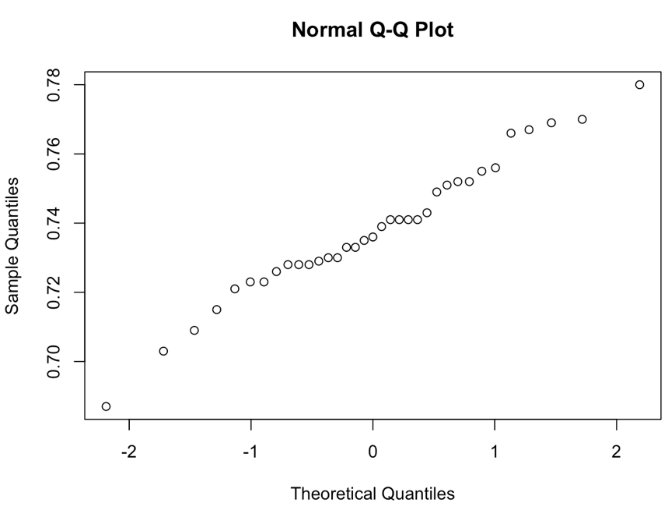 Normal Q-Q Plot
Sample Quantiles
0.78
0.76
0.74
0.72
0.70
-2 -1 0 1 2
Theoretical Quantiles